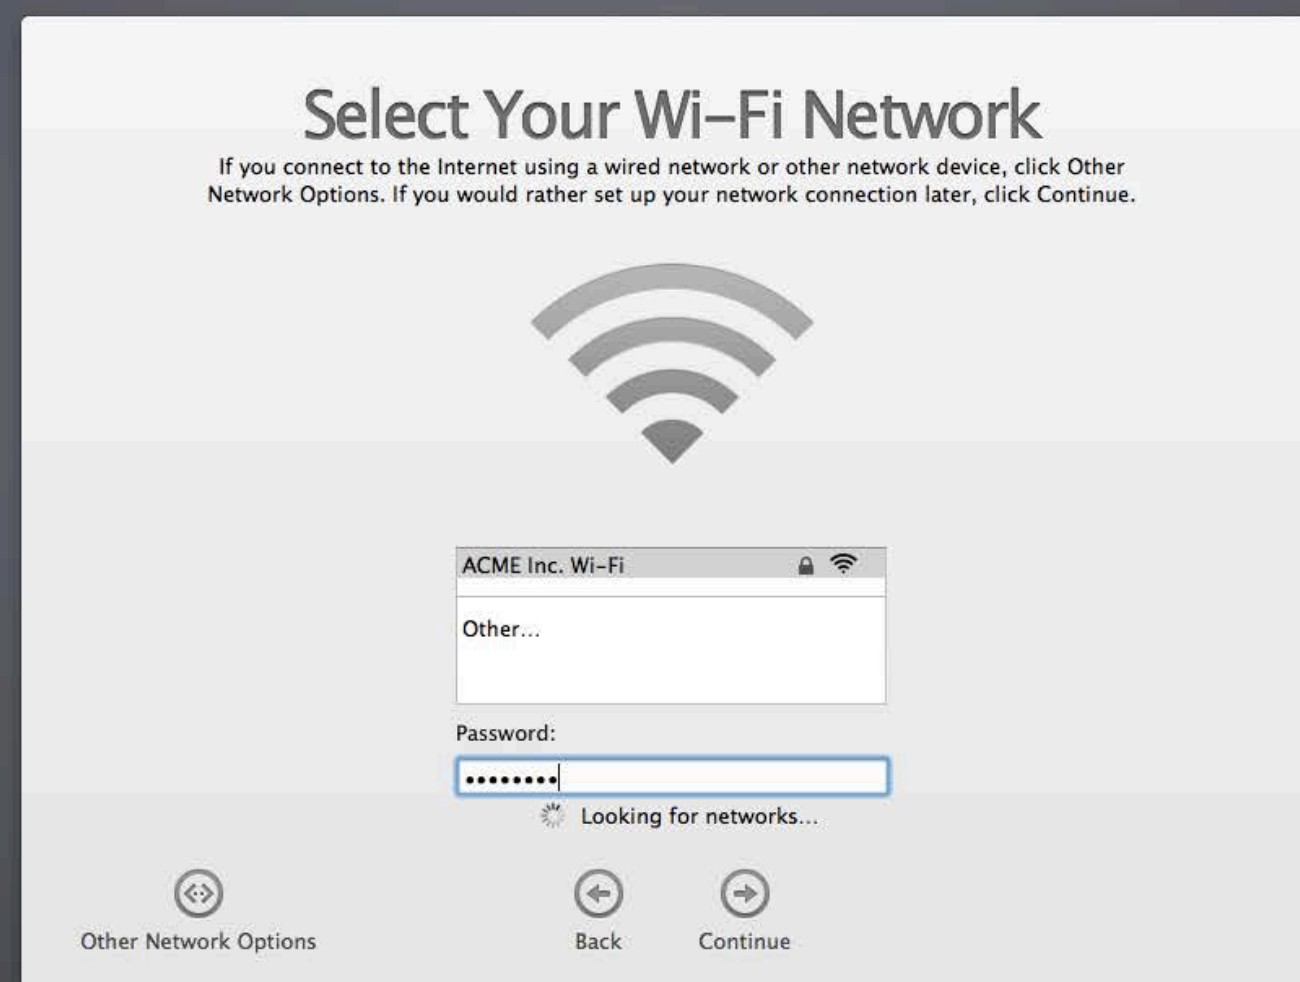 Select Your Wi-Fi Network
If you connect to the Internet using a wired network or other network device, click Other
Network Options. If you would rather set up your network connection later, click Continue.
ACME Inc. Wi-Fi
Other...
Password:
••••••••
Looking for networks...
Other Network Options
Back
Continue